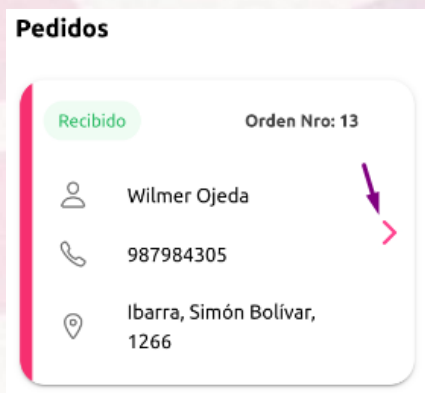 Pedidos
Recibido
Orden Nro: 13
Wilmer Ojeda
987984305
Ibarra, Simón Bolívar,
1266